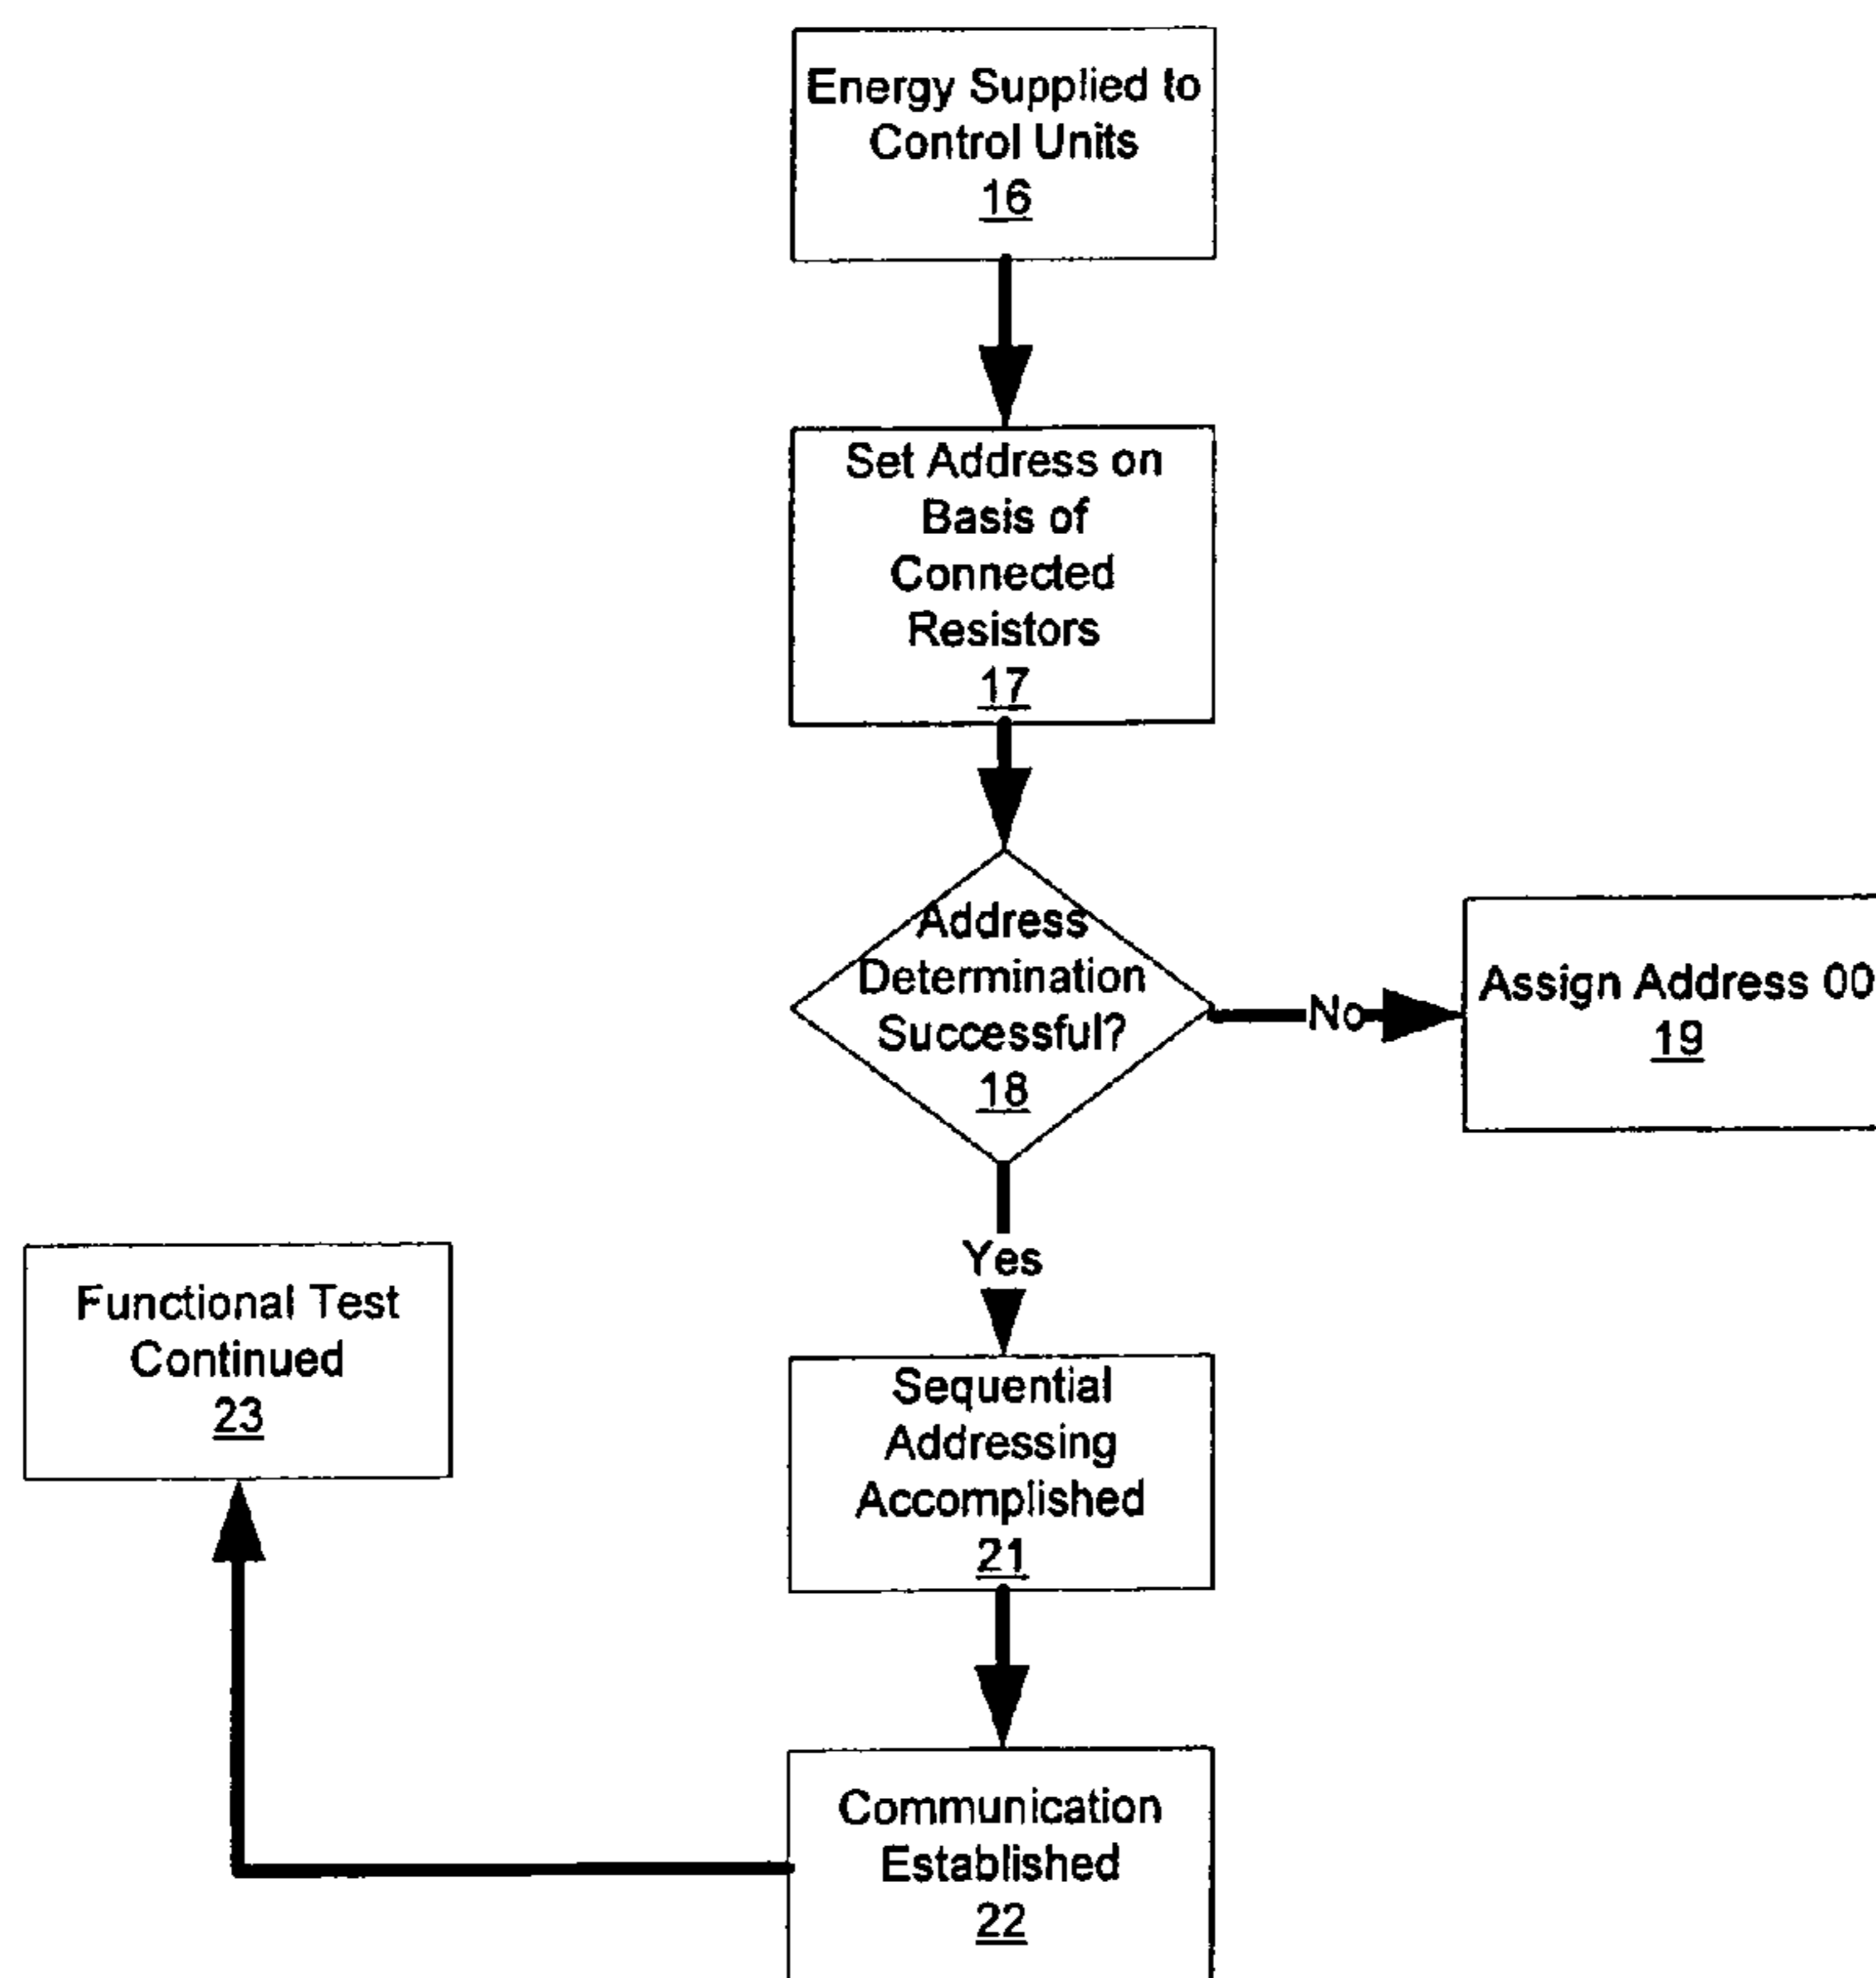 Energy Supplied to
Control Units
16
Set Address on
Basis of
Connected
Resistors
17
Address
Determination
Successful?
18
No
Assign Address 00
19
Yes
Functional Test
Continued
23
Sequential
Addressing
Accomplished
21
Communication
Established
22